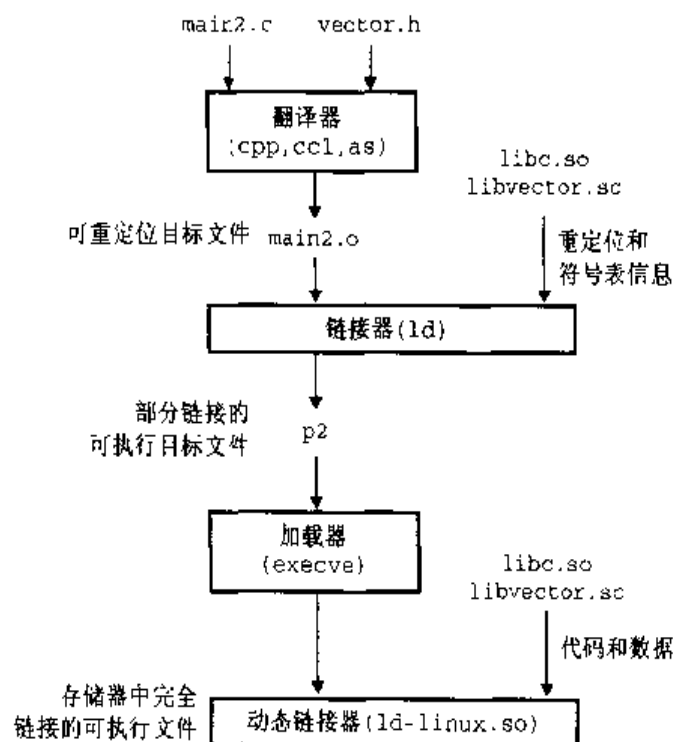 main2.c vector.h
翻译器
(cpp,cc1,as)
libc.so
libvector.so
可重定位目标文件 main2.o
重定位和
符号表信息
链接器(ld)
部分链接的
可执行目标文件
p2
加载器
(execve)
libc.so
libvector.so
代码和数据
存储器中完全
链接的可执行文件
动态链接器(ld-linux.so)